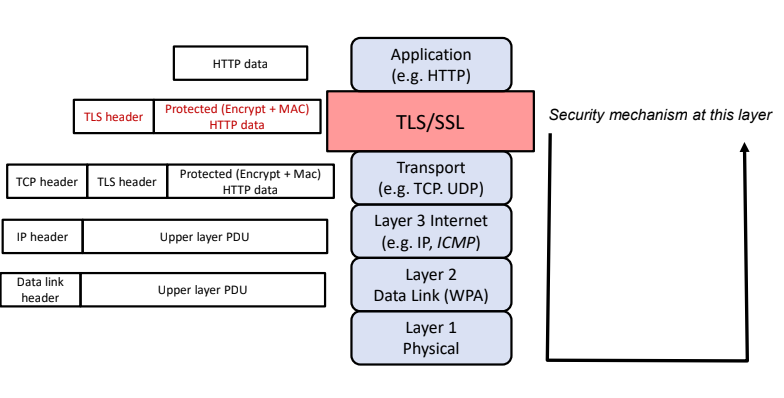 HTTP data
Application
(e.g. HTTP)
TLS header
Protected (Encrypt + MAC)
HTTP data
TLS/SSL
Security mechanism at this layer
TCP header
TLS header
Protected (Encrypt + Mac)
HTTP data
Transport
(e.g. TCP. UDP)
IP header
Upper layer PDU
Layer 3 Internet
(e.g. IP, ICMP)
Data link
header
Upper layer PDU
Layer 2
Data Link (WPA)
Layer 1
Physical